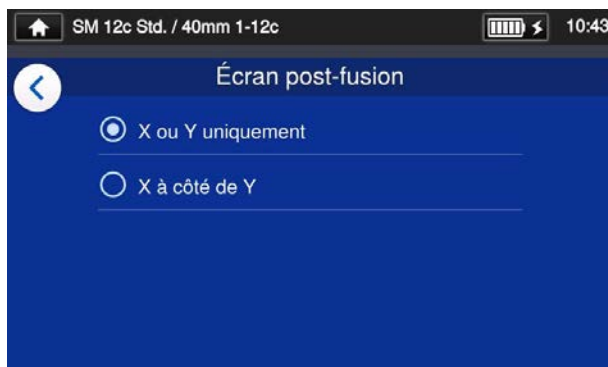 SM 12c Std. / 40mm 1-12c 10:43
Écran post-fusion
X ou Y uniquement
X à côté de Y